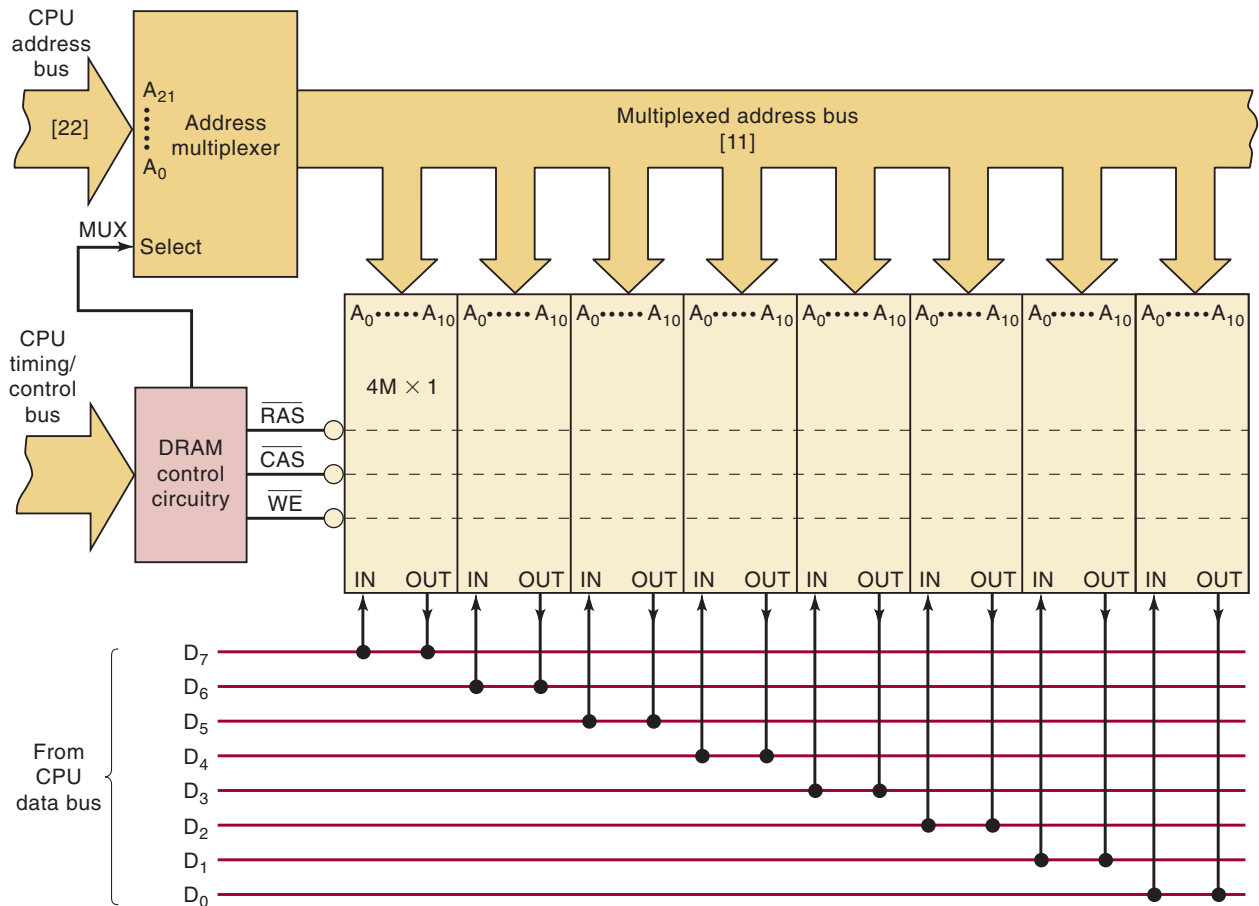 CPU
address
bus
[22]
A₂₁
Address
multiplexer
A₀
MUX
Select
Multiplexed address bus
[11]
CPU
timing/
control
bus
DRAM
control
circuitry
R̅A̅S̅
C̅A̅S̅
W̅E̅
A₀ ••••• A₁₀ A₀ ••••• A₁₀ A₀ ••••• A₁₀ A₀ ••••• A₁₀ A₀ ••••• A₁₀ A₀ ••••• A₁₀ A₀ ••••• A₁₀ A₀ ••••• A₁₀
4M × 1
IN OUT IN OUT IN OUT IN OUT IN OUT IN OUT IN OUT IN OUT
From
CPU
data bus
D₇
D₆
D₅
D₄
D₃
D₂
D₁
D₀